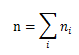 n = ∑ nᵢ
i